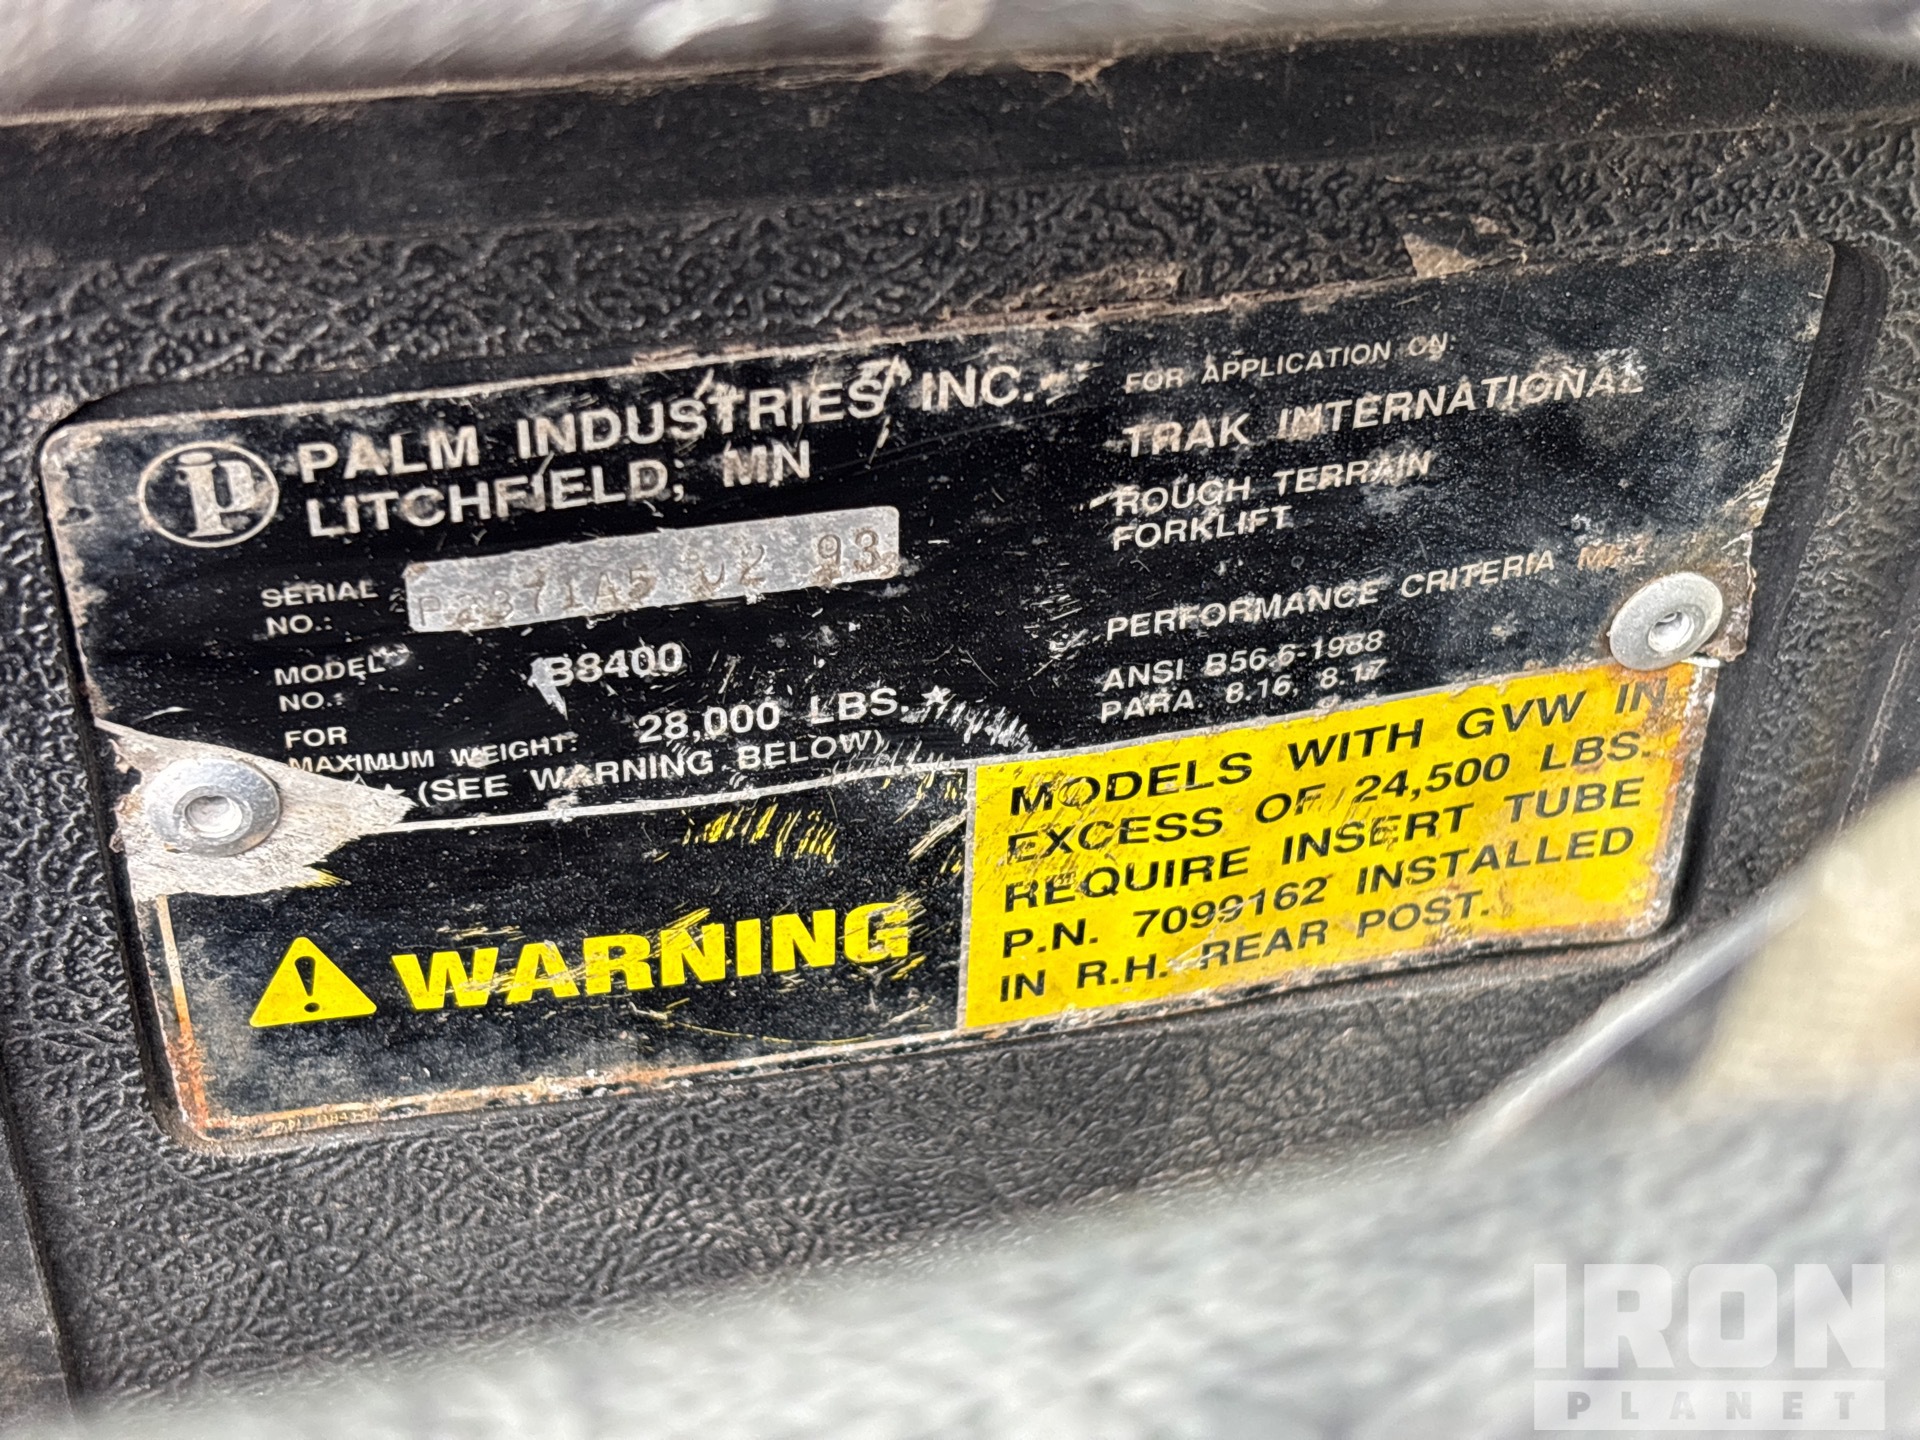 PALM INDUSTRIES INC.
LITCHFIELD, MN
SERIAL
NO.:
93
MODEL
NO.:
B8400
FOR
MAXIMUM WEIGHT: 28,000 LBS.★
★(SEE WARNING BELOW)
FOR APPLICATION ON:
TRAK INTERNATIONAL
ROUGH TERRAIN
FORKLIFT
PERFORMANCE CRITERIA MET
ANSI B56.6-1988
PARA. 8.16, 8.17
WARNING
MODELS WITH GVW IN
EXCESS OF 24,500 LBS.
REQUIRE INSERT TUBE
P.N. 7099162 INSTALLED
IN R.H. REAR POST.
IRON
PLANET